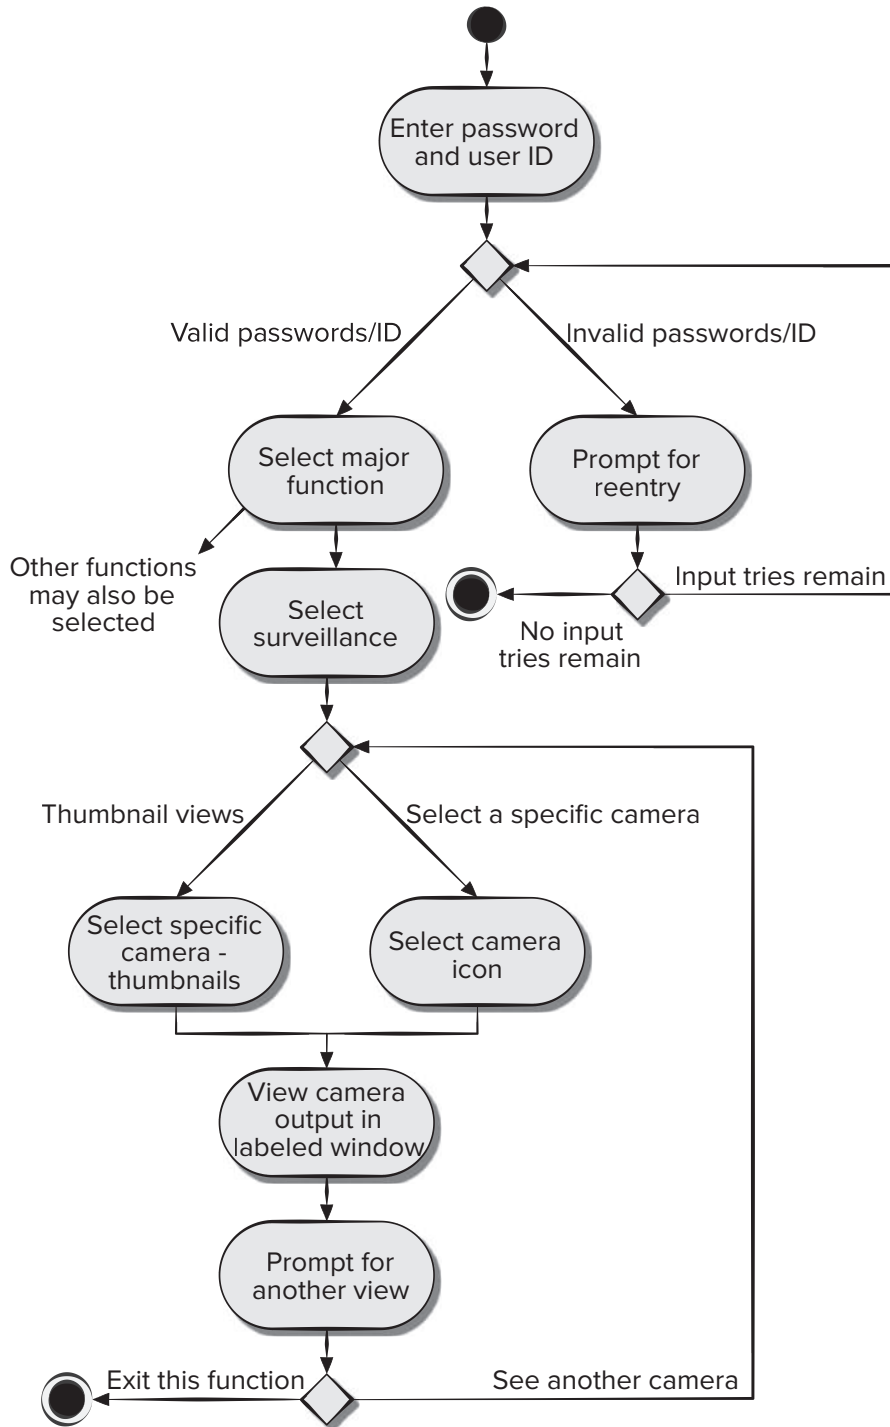 Enter password
and user ID
Valid passwords/ID
Invalid passwords/ID
Select major
function
Prompt for
reentry
Other functions
may also be
selected
Select
surveillance
Input tries remain
No input
tries remain
Thumbnail views
Select a specific camera
Select specific
camera -
thumbnails
Select camera
icon
View camera
output in
labeled window
Prompt for
another view
Exit this function
See another camera